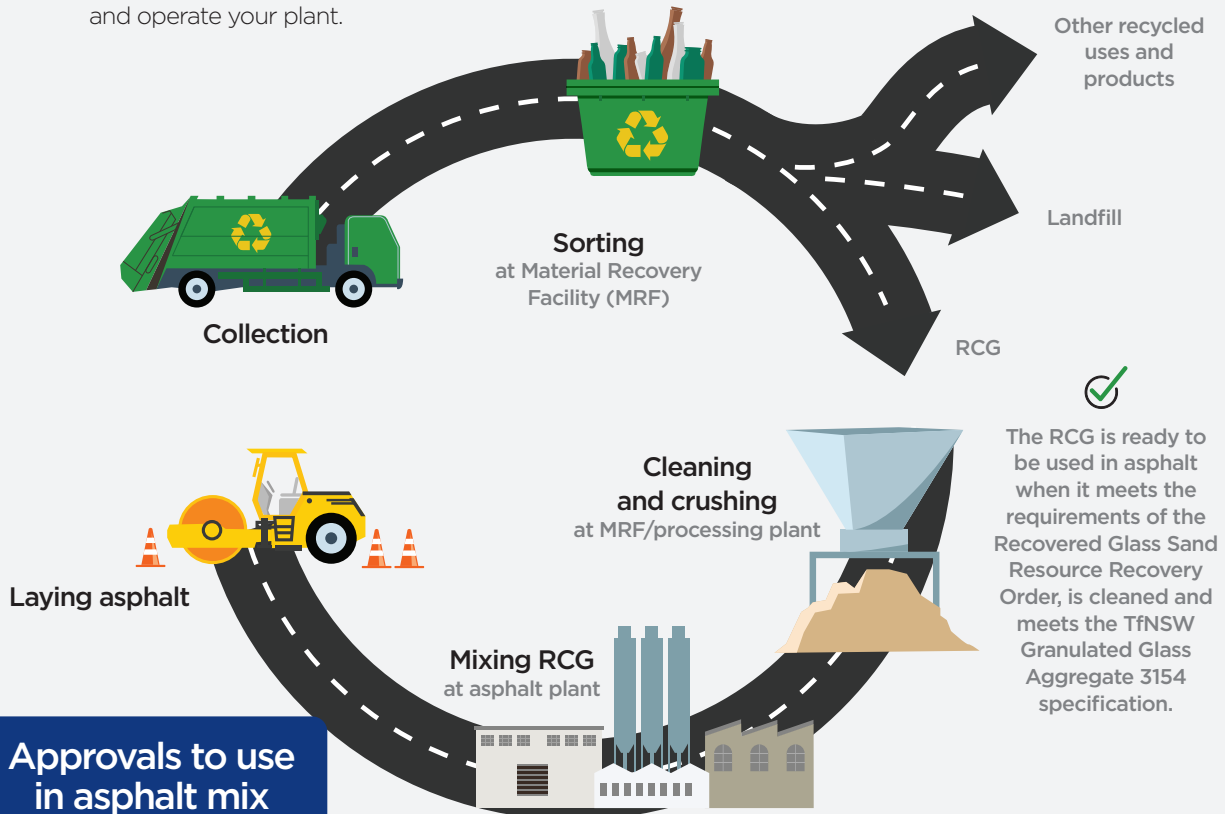 and operate your plant.
Other recycled
uses and
products
Landfill
Sorting
at Material Recovery
Facility (MRF)
Collection
RCG
The RCG is ready to
be used in asphalt
when it meets the
requirements of the
Recovered Glass Sand
Resource Recovery
Order, is cleaned and
meets the TfNSW
Granulated Glass
Aggregate 3154
specification.
Cleaning
and crushing
at MRF/processing plant
Laying asphalt
Mixing RCG
at asphalt plant
Approvals to use
in asphalt mix